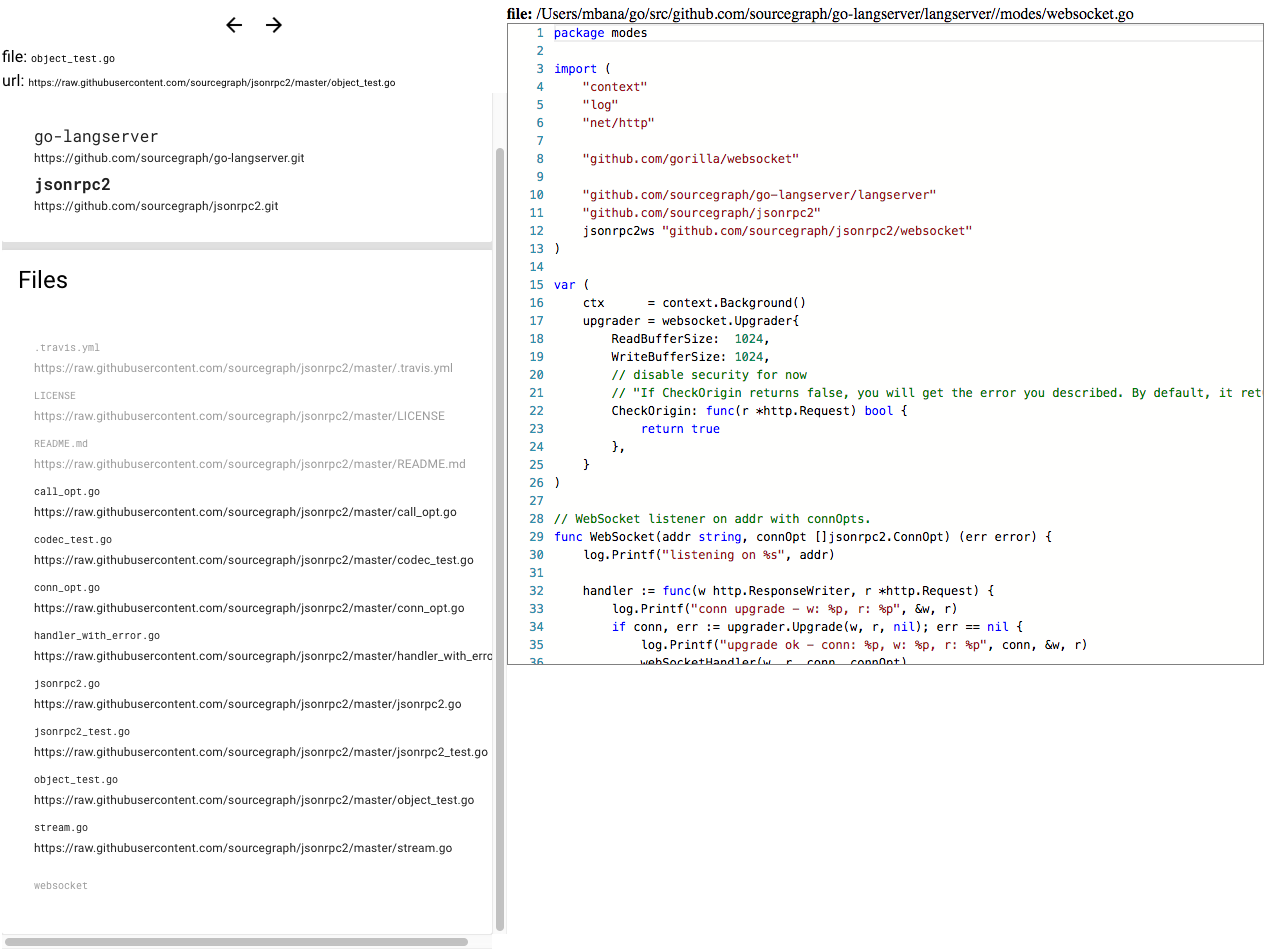 file: object_test.go
url: https://raw.githubusercontent.com/sourcegraph/jsonrpc2/master/object_test.go
go-langserver
https://github.com/sourcegraph/go-langserver.git
jsonrpc2
https://github.com/sourcegraph/jsonrpc2.git
Files
.travis.yml
https://raw.githubusercontent.com/sourcegraph/jsonrpc2/master/.travis.yml
LICENSE
https://raw.githubusercontent.com/sourcegraph/jsonrpc2/master/LICENSE
README.md
https://raw.githubusercontent.com/sourcegraph/jsonrpc2/master/README.md
call_opt.go
https://raw.githubusercontent.com/sourcegraph/jsonrpc2/master/call_opt.go
codec_test.go
https://raw.githubusercontent.com/sourcegraph/jsonrpc2/master/codec_test.go
conn_opt.go
https://raw.githubusercontent.com/sourcegraph/jsonrpc2/master/conn_opt.go
handler_with_error.go
https://raw.githubusercontent.com/sourcegraph/jsonrpc2/master/handler_with_erro
jsonrpc2.go
https://raw.githubusercontent.com/sourcegraph/jsonrpc2/master/jsonrpc2.go
jsonrpc2_test.go
https://raw.githubusercontent.com/sourcegraph/jsonrpc2/master/jsonrpc2_test.go
object_test.go
https://raw.githubusercontent.com/sourcegraph/jsonrpc2/master/object_test.go
stream.go
https://raw.githubusercontent.com/sourcegraph/jsonrpc2/master/stream.go
websocket
file: /Users/mbana/go/src/github.com/sourcegraph/go-langserver/langserver//modes/websocket.go
1 package modes
2
3 import (
4     "context"
5     "log"
6     "net/http"
7
8     "github.com/gorilla/websocket"
9
10     "github.com/sourcegraph/go-langserver/langserver"
11     "github.com/sourcegraph/jsonrpc2"
12     jsonrpc2ws "github.com/sourcegraph/jsonrpc2/websocket"
13 )
14
15 var (
16     ctx      = context.Background()
17     upgrader = websocket.Upgrader{
18         ReadBufferSize:  1024,
19         WriteBufferSize: 1024,
20         // disable security for now
21         // "If CheckOrigin returns false, you will get the error you described. By default, it ret
22         CheckOrigin: func(r *http.Request) bool {
23             return true
24         },
25     }
26 )
27
28 // WebSocket listener on addr with connOpts.
29 func WebSocket(addr string, connOpt []jsonrpc2.ConnOpt) (err error) {
30     log.Printf("listening on %s", addr)
31
32     handler := func(w http.ResponseWriter, r *http.Request) {
33         log.Printf("conn upgrade - w: %p, r: %p", &w, r)
34         if conn, err := upgrader.Upgrade(w, r, nil); err == nil {
35             log.Printf("upgrade ok - conn: %p, w: %p, r: %p", conn, &w, r)
36             webSocketHandler(w, r, conn, connOpt)